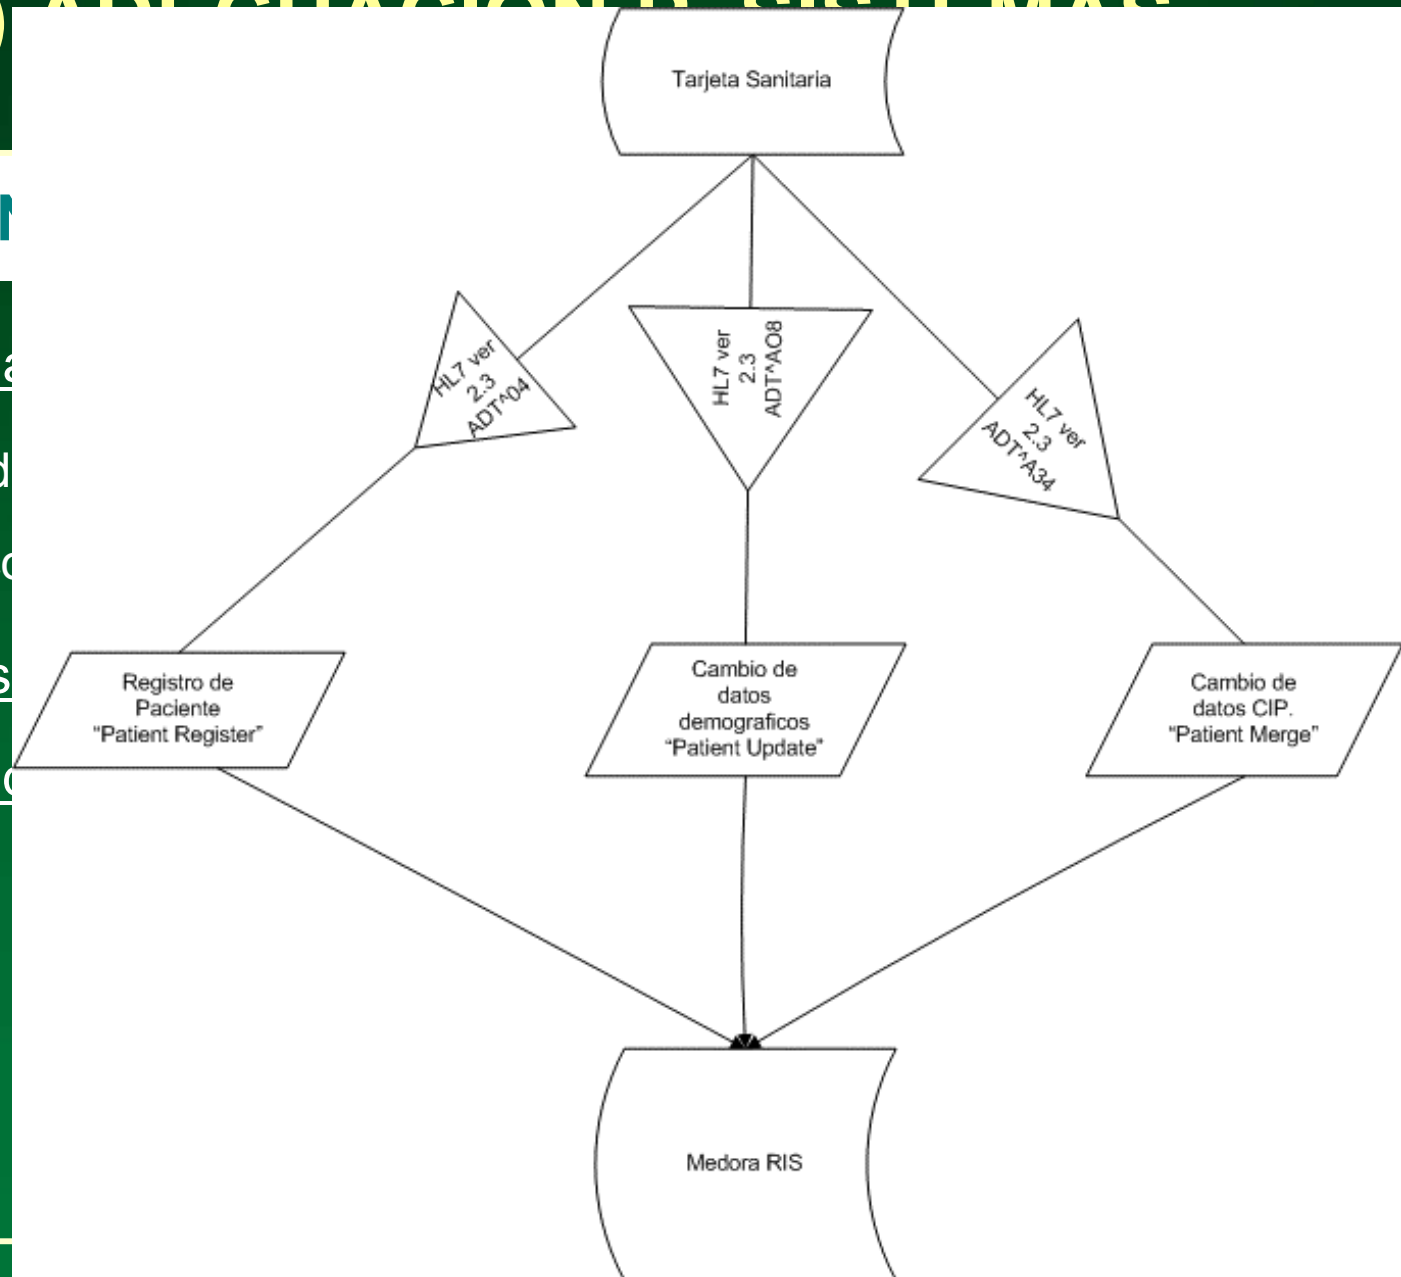 Tarjeta Sanitaria
HL7 ver
2.3
ADT^04
HL7 ver
2.3
ADT^AO8
HL7 ver
2.3
ADT^A34
Registro de
Paciente
“Patient Register”
Cambio de
datos
demograficos
“Patient Update”
Cambio de
datos CIP.
“Patient Merge”
Medora RIS